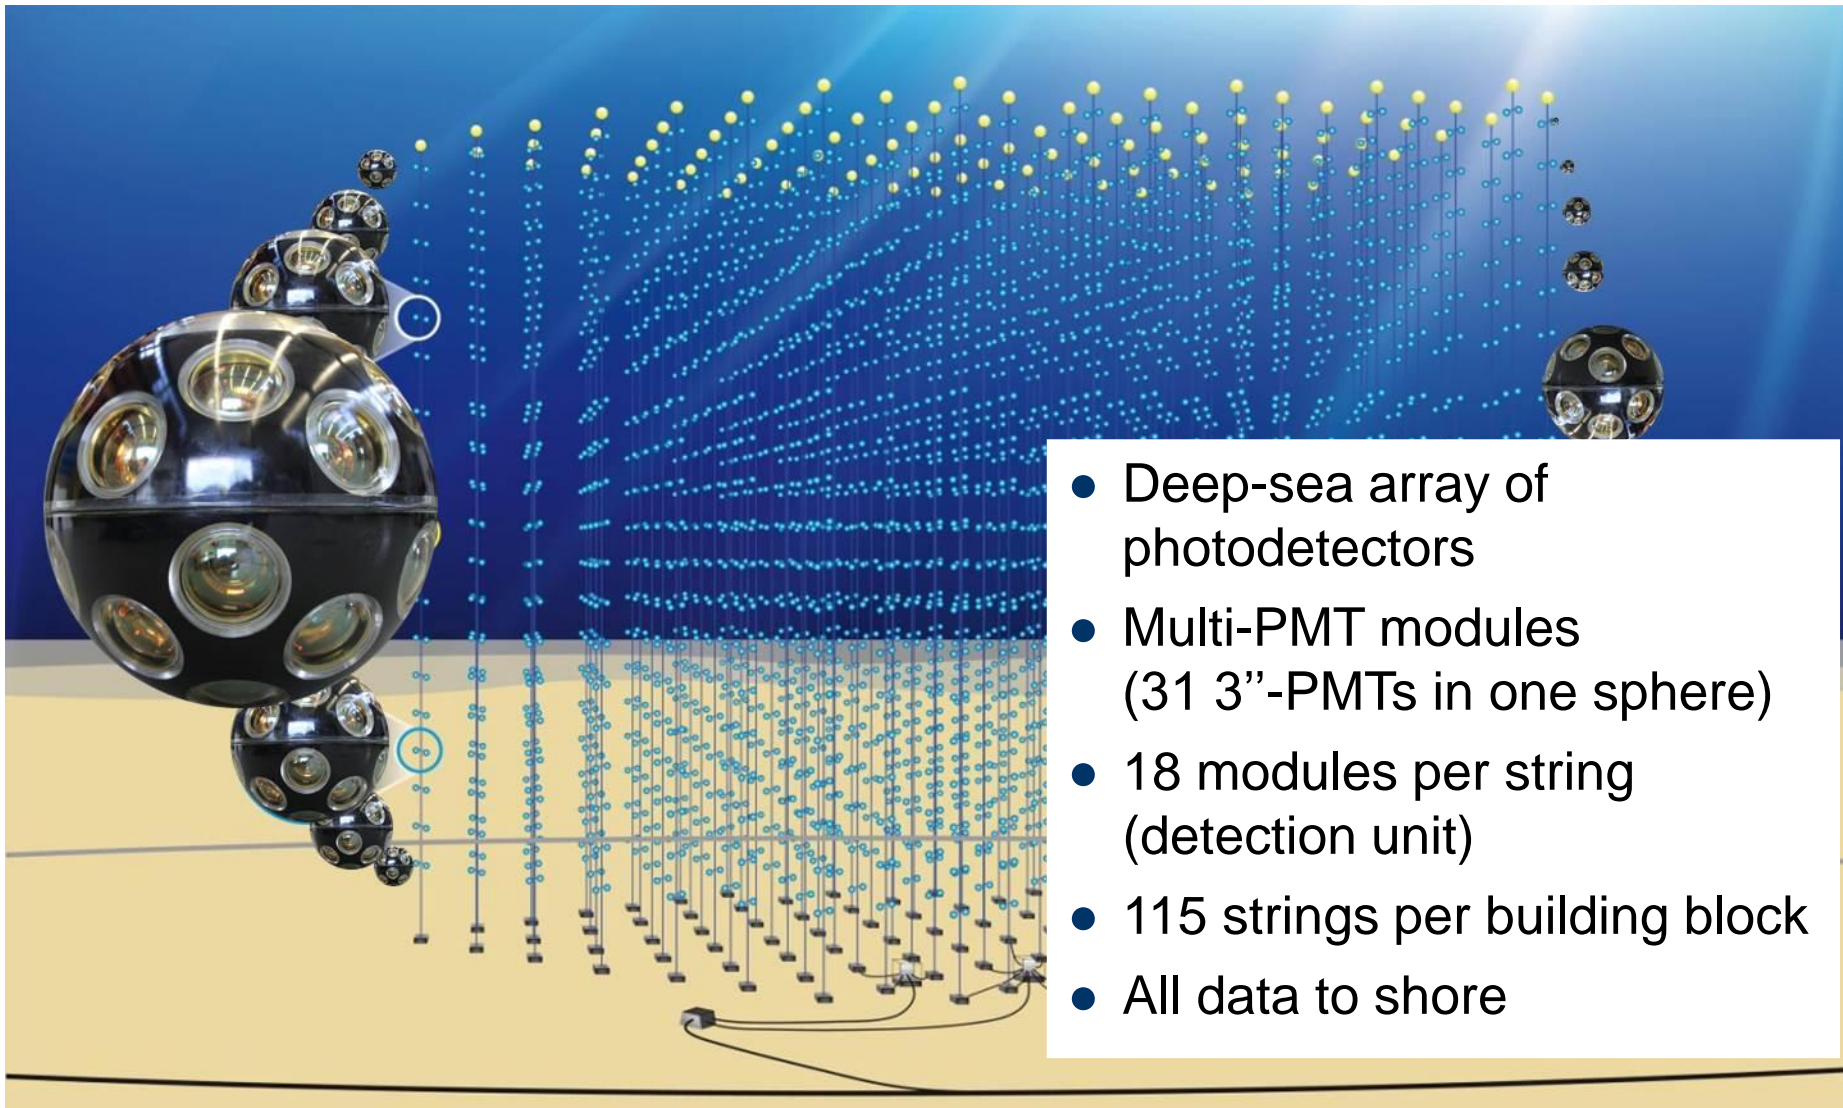 ● Deep-sea array of
photodetectors
● Multi-PMT modules
(31 3’’-PMTs in one sphere)
● 18 modules per string
(detection unit)
● 115 strings per building block
● All data to shore